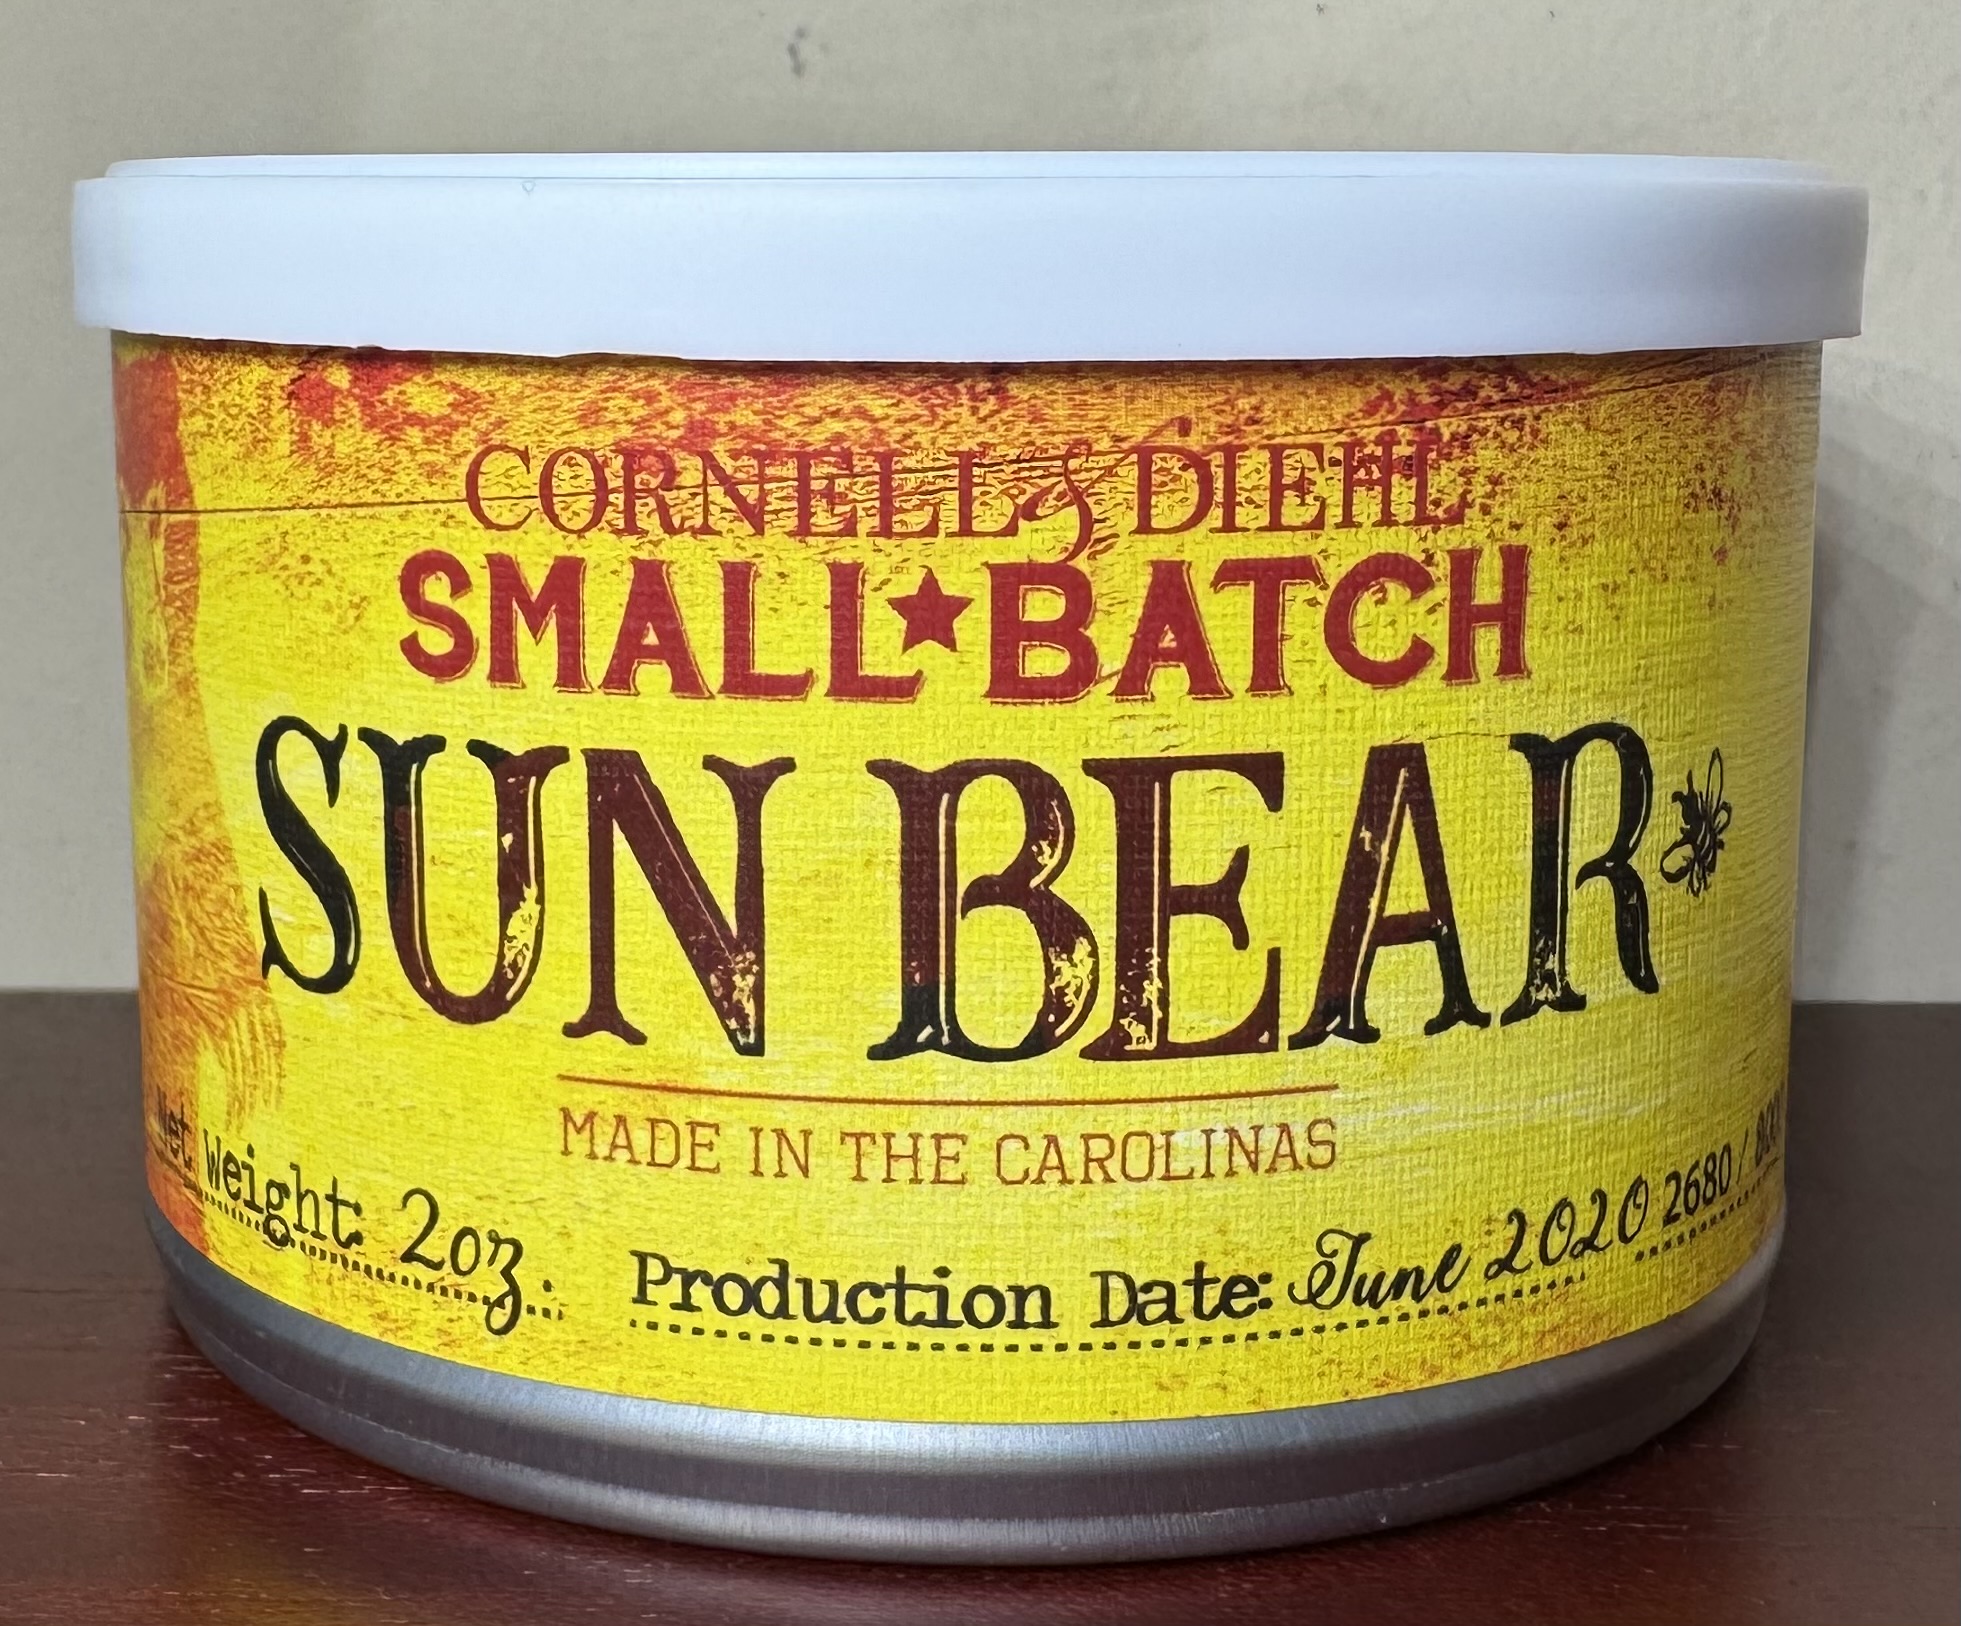 CORNELL & DIEHL
SMALL★BATCH
SUN BEAR
MADE IN THE CAROLINAS
Net Weight: 2oz.
Production Date: June 2020 2680 /